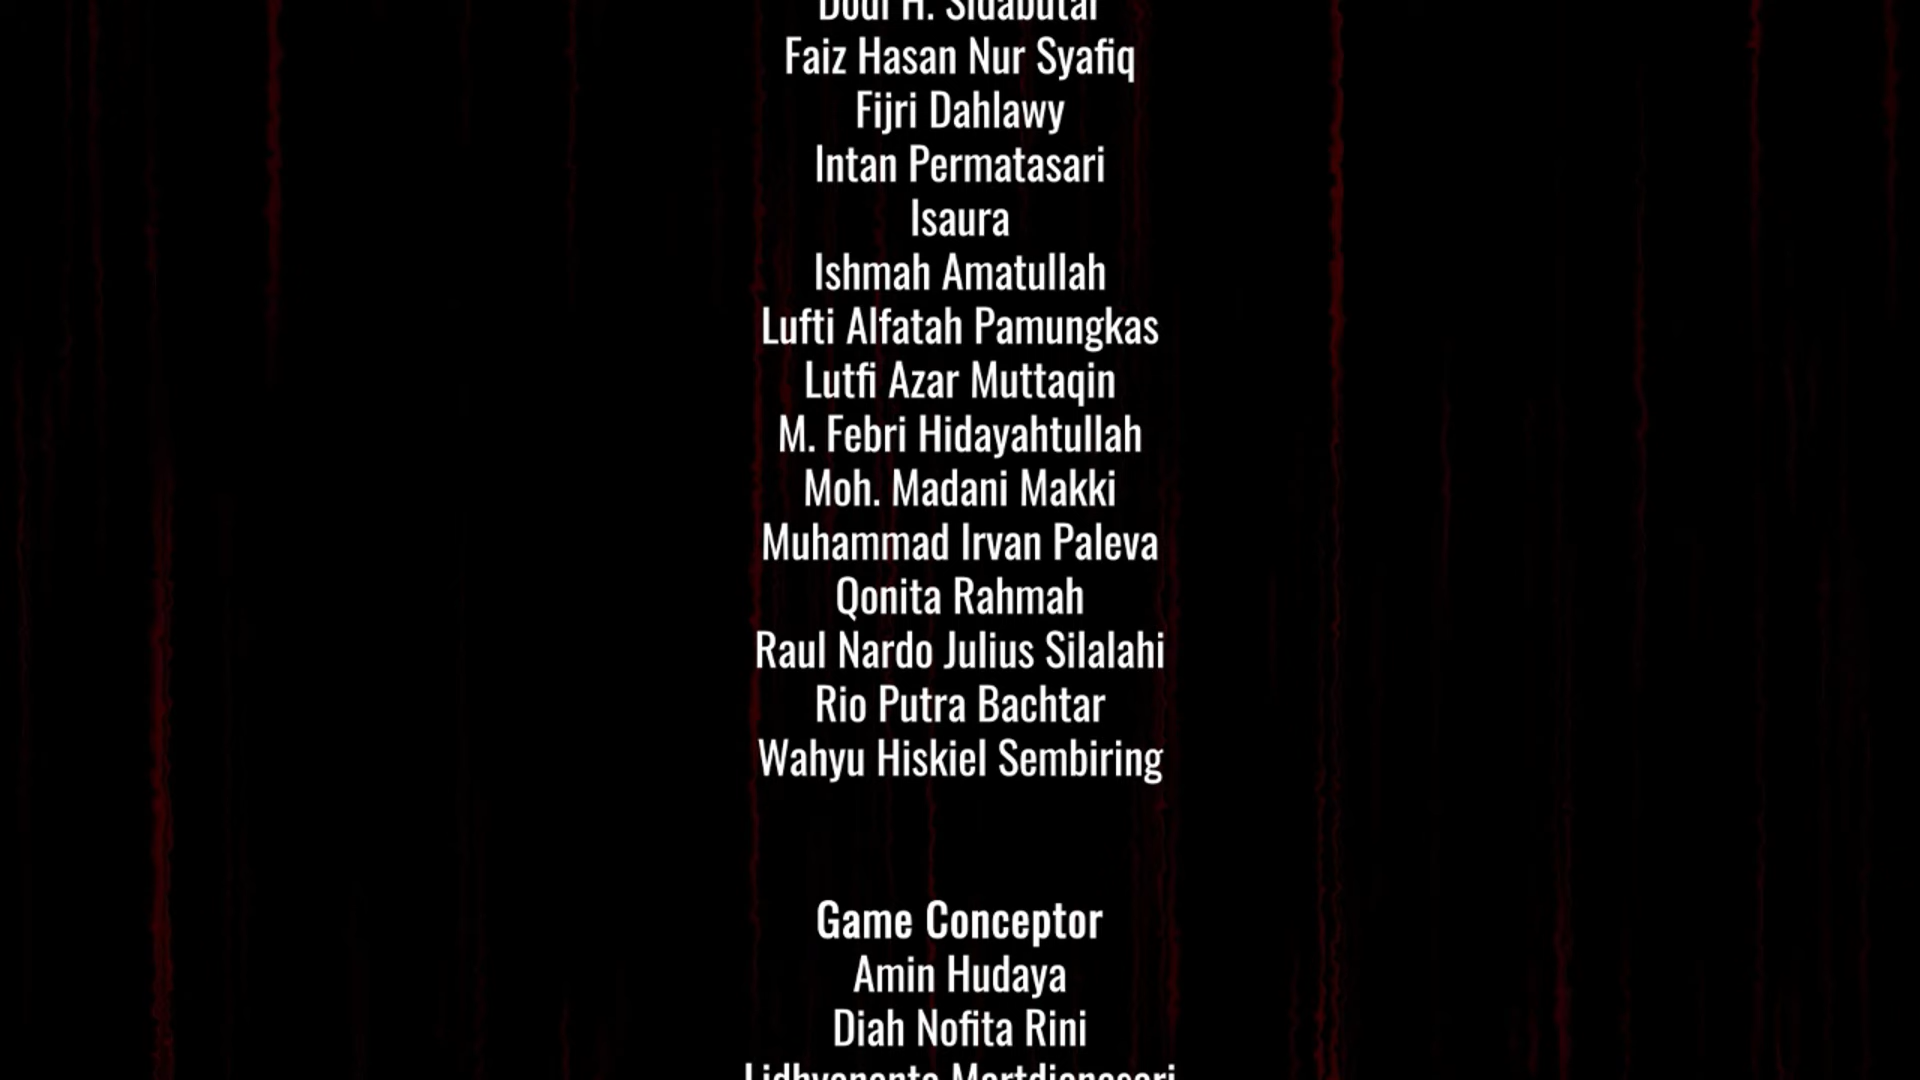 Dodi H. Sidabutar
Faiz Hasan Nur Syafiq
Fijri Dahlawy
Intan Permatasari
Isaura
Ishmah Amatullah
Lufti Alfatah Pamungkas
Lutfi Azar Muttaqin
M. Febri Hidayahtullah
Moh. Madani Makki
Muhammad Irvan Paleva
Qonita Rahmah
Raul Nardo Julius Silalahi
Rio Putra Bachtar
Wahyu Hiskiel Sembiring
Game Conceptor
Amin Hudaya
Diah Nofita Rini